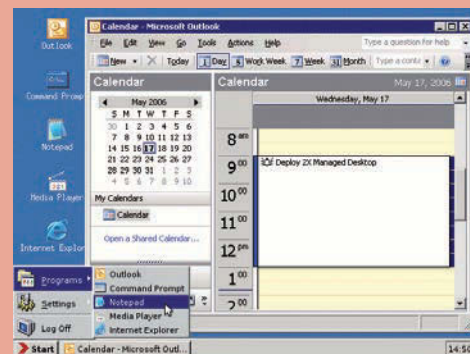 Outlook
Command Promp
Notepad
Media Player
Internet Explor
Calendar - Microsoft Outlook
File Edit View Go Tools Actions Help
Type a question for help
New Today Day Work Week 7 Week 31 Month Type a conta
Calendar
May 2006
S M T W T F S
30 1 2 3 4 5 6
7 8 9 10 11 12 13
14 15 16 17 18 19 20
21 22 23 24 25 26 27
28 29 30 31 1 2 3
4 5 6 7 8 9 10
My Calendars
Calendar
Open a Shared Calendar...
Calendar May 17, 2006
Wednesday, May 17
8 am
9 00 Deploy 2X Managed Desktop
10 00
11 00
12 pm
1 00
2 00
Programs
Settings
Log Off
Outlook
Command Prompt
Notepad
Media Player
Internet Explorer
Start Calendar - Microsoft Outl...
14:50